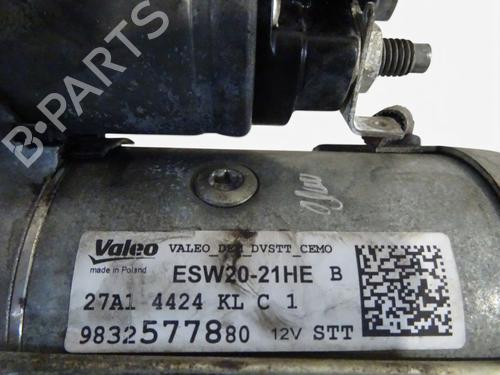 B-PARTS
Valeo
made in Poland
VALEO_DEM_DVSTT_CEMO
ESW20-21HE B
27A1 4424 KL C 1
9832577880 12V STT